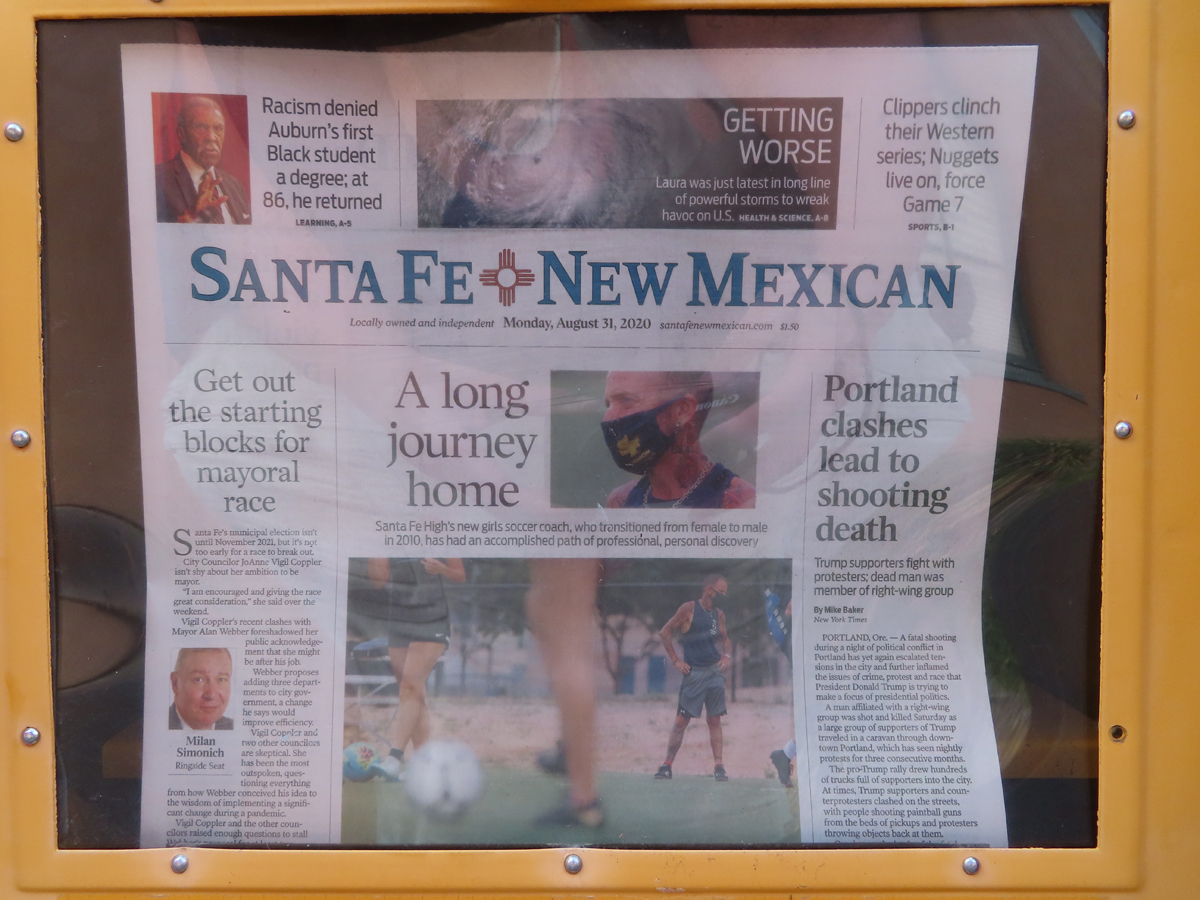 Racism denied
Auburn's first
Black student
a degree; at
86, he returned
LEARNING, A-5
GETTING
WORSE
Laura was just latest in long line
of powerful storms to wreak
havoc on U.S. HEALTH & SCIENCE, A-8
Clippers clinch
their Western
series; Nuggets
live on, force
Game 7
SPORTS, B-1
SANTA FE NEW MEXICAN
Locally owned and independent Monday, August 31, 2020 santafenewmexican.com $1.50
Get out
the starting
blocks for
mayoral
race
Santa Fe's municipal election isn't
until November 2021, but it's not
too early for a race to break out.
City Councilor JoAnne Vigil Coppler
isn't shy about her ambition to be
mayor.
"I am encouraged and giving the race
great consideration," she said over the
weekend.
Vigil Coppler's recent clashes with
Mayor Alan Webber foreshadowed her
public acknowledge-
ment that she might
be after his job.
Webber proposes
adding three depart-
ments to city gov-
ernment, a change
he says would
improve efficiency.
Vigil Coppler and
two other councilors
are skeptical. She
has been the most
outspoken, ques-
tioning everything
from how Webber conceived his idea to
the wisdom of implementing a signifi-
cant change during a pandemic.
Vigil Coppler and the other coun-
cilors raised enough questions to stall
Milan
Simonich
Ringside Seat
A long
journey
home
Canon
Santa Fe High's new girls soccer coach, who transitioned from female to male
in 2010, has had an accomplished path of professional, personal discovery
Portland
clashes
lead to
shooting
death
Trump supporters fight with
protesters; dead man was
member of right-wing group
By Mike Baker
New York Times
PORTLAND, Ore. — A fatal shooting
during a night of political conflict in
Portland has yet again escalated ten-
sions in the city and further inflamed
the issues of crime, protest and race that
President Donald Trump is trying to
make a focus of presidential politics.
A man affiliated with a right-wing
group was shot and killed Saturday as
a large group of supporters of Trump
traveled in a caravan through down-
town Portland, which has seen nightly
protests for three consecutive months.
The pro-Trump rally drew hundreds
of trucks full of supporters into the city.
At times, Trump supporters and coun-
terprotesters clashed on the streets,
with people shooting paintball guns
from the beds of pickups and protesters
throwing objects back at them.